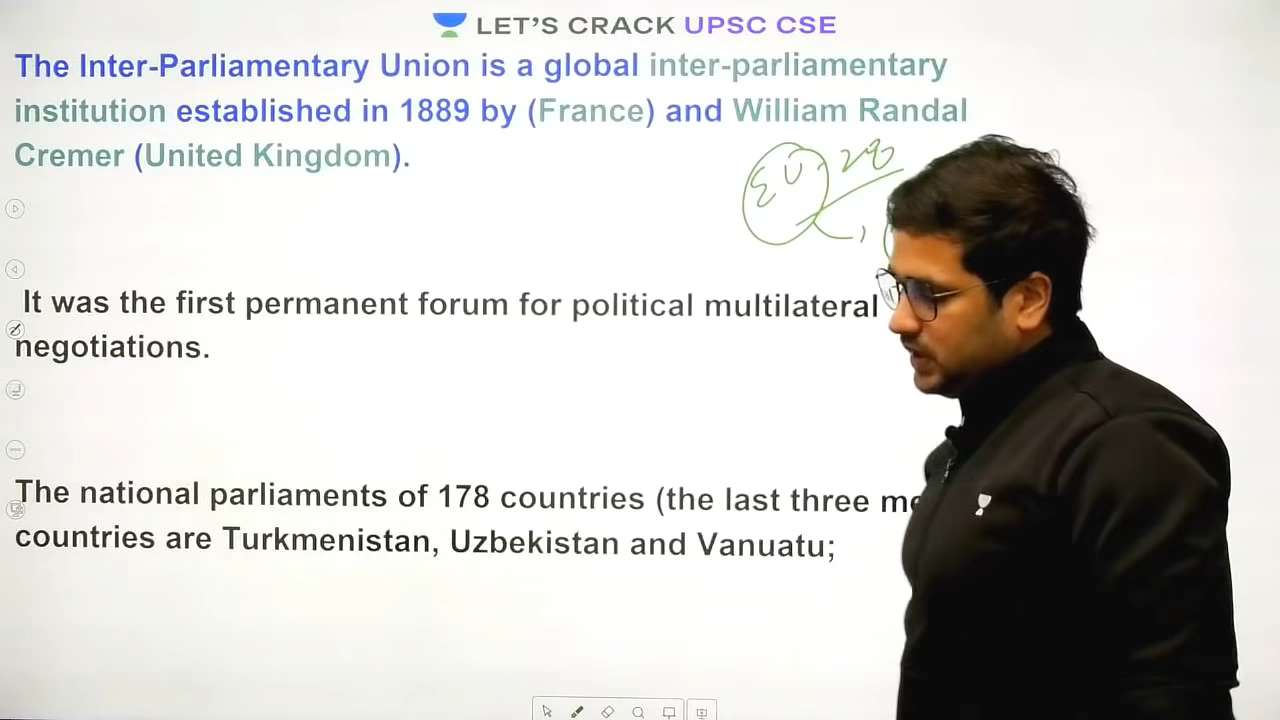 LET'S CRACK UPSC CSE
The Inter-Parliamentary Union is a global inter-parliamentary
institution established in 1889 by (France) and William Randal
Cremer (United Kingdom).
EU 28
It was the first permanent forum for political multilateral
negotiations.
The national parliaments of 178 countries (the last three
countries are Turkmenistan, Uzbekistan and Vanuatu;